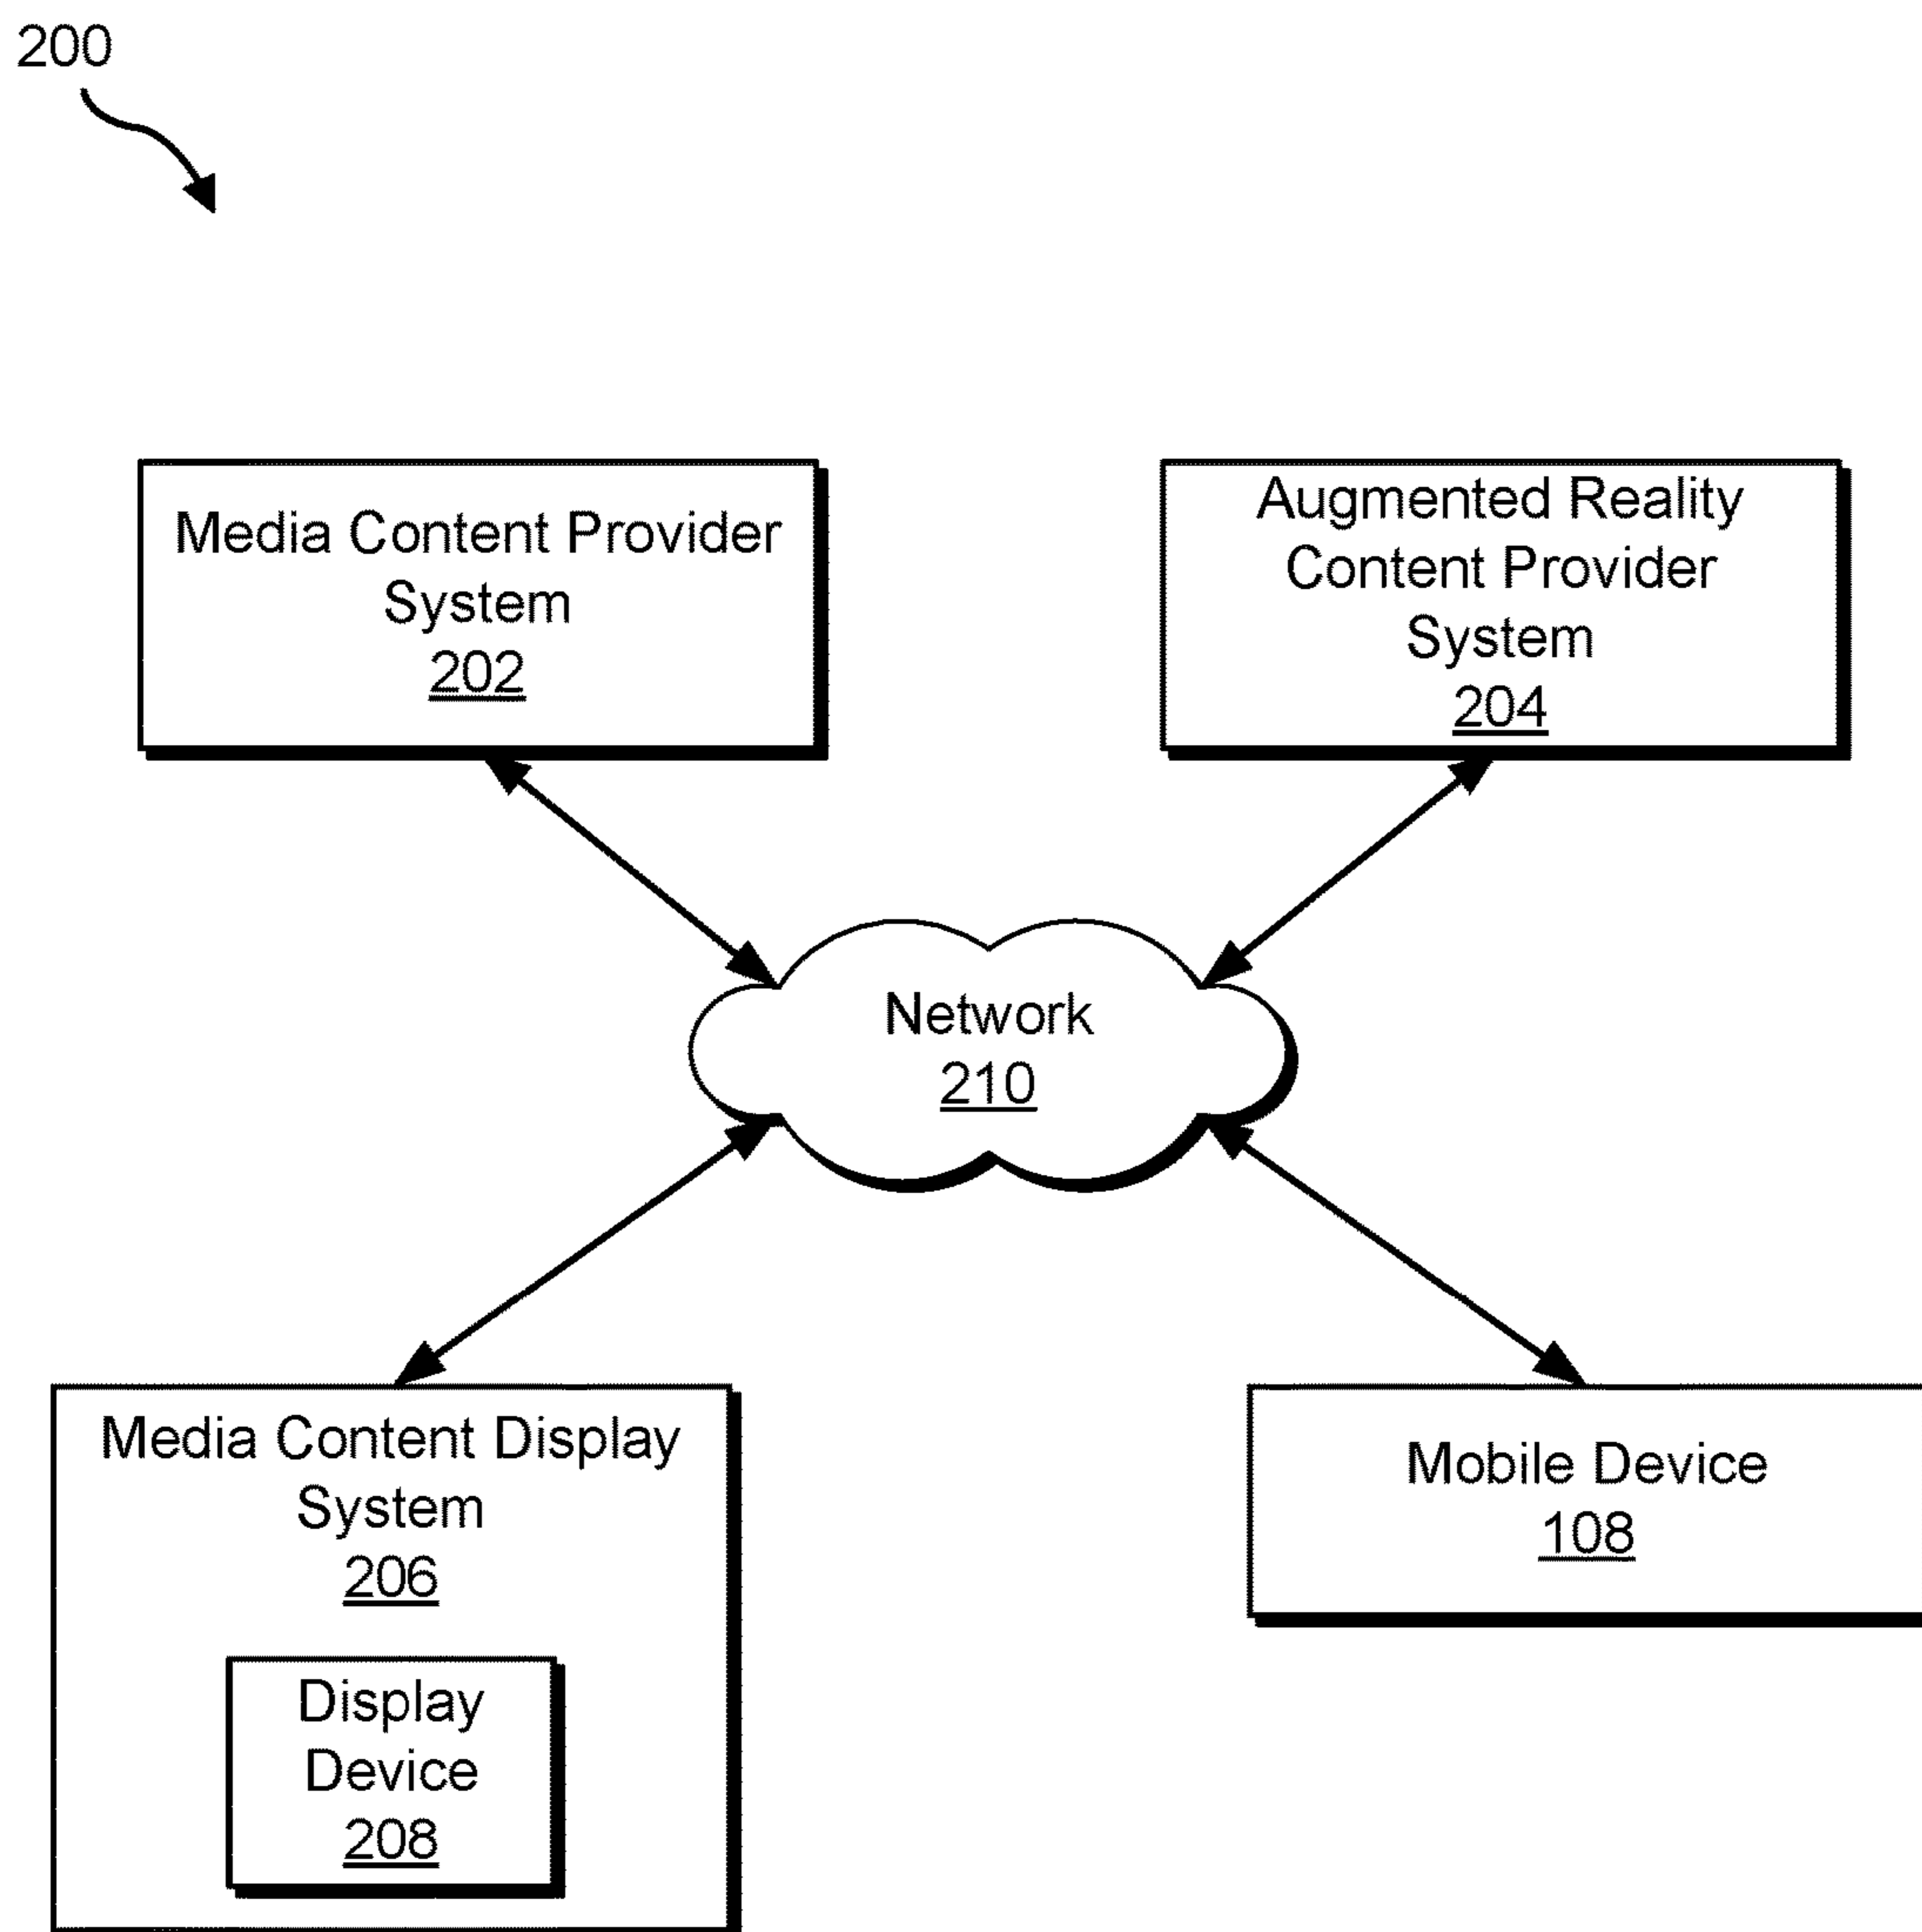 200
Media Content Provider
System
202
Augmented Reality
Content Provider
System
204
Network
210
Media Content Display
System
206
Display
Device
208
Mobile Device
108